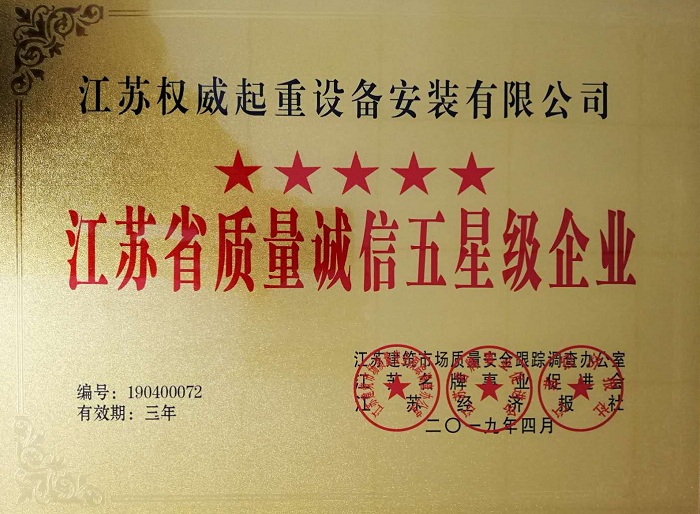 江苏权威起重设备安装有限公司
★★★★★
江苏省质量诚信五星级企业
江苏建筑市场质量安全跟踪调查办公室
江苏名牌事业促进会
江苏经济报社
二〇一九年四月
编号：190400072
有效期：三年